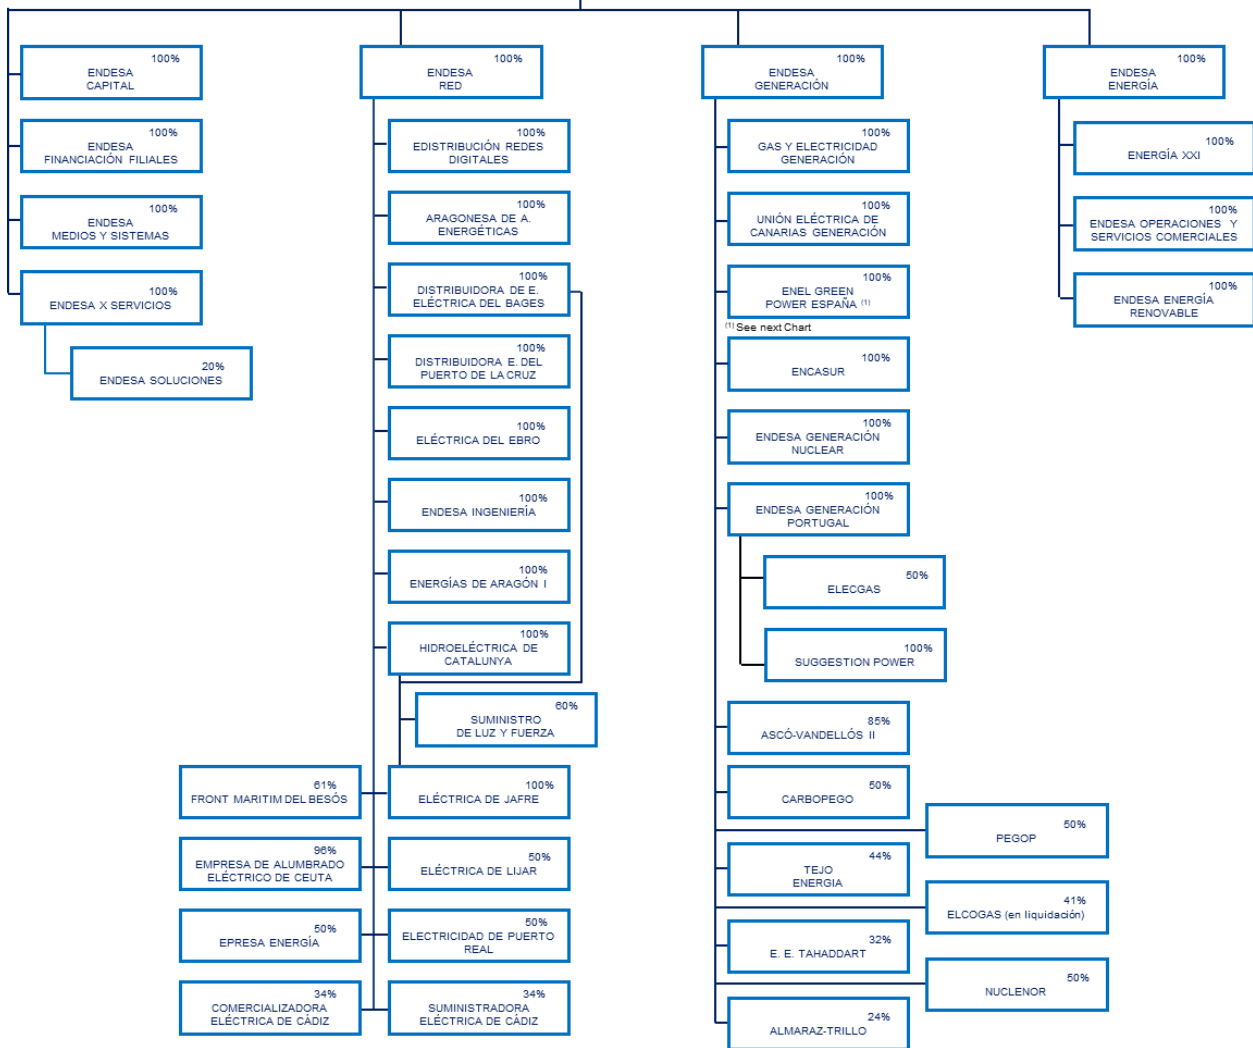 100%
ENDESA
CAPITAL
100%
ENDESA
FINANCIACIÓN FILIALES
100%
ENDESA
MEDIOS Y SISTEMAS
100%
ENDESA X SERVICIOS
20%
ENDESA SOLUCIONES
100%
ENDESA
RED
100%
EDISTRIBUCIÓN REDES
DIGITALES
100%
ARAGONESA DE A.
ENERGÉTICAS
100%
DISTRIBUIDORA DE E.
ELÉCTRICA DEL BAGES
100%
DISTRIBUIDORA E. DEL
PUERTO DE LA CRUZ
100%
ELÉCTRICA DEL EBRO
100%
ENDESA INGENIERÍA
100%
ENERGÍAS DE ARAGÓN I
100%
HIDROELÉCTRICA DE
CATALUNYA
60%
SUMINISTRO
DE LUZ Y FUERZA
61%
FRONT MARITIM DEL BESÓS
100%
ELÉCTRICA DE JAFRE
96%
EMPRESA DE ALUMBRADO
ELÉCTRICO DE CEUTA
50%
ELÉCTRICA DE LIJAR
50%
EPRESA ENERGÍA
50%
ELECTRICIDAD DE PUERTO
REAL
34%
COMERCIALIZADORA
ELÉCTRICA DE CÁDIZ
34%
SUMINISTRADORA
ELÉCTRICA DE CÁDIZ
100%
ENDESA
GENERACIÓN
100%
GAS Y ELECTRICIDAD
GENERACIÓN
100%
UNIÓN ELÉCTRICA DE
CANARIAS GENERACIÓN
100%
ENEL GREEN
POWER ESPAÑA (1)
(1) See next Chart
100%
ENCASUR
100%
ENDESA GENERACIÓN
NUCLEAR
100%
ENDESA GENERACIÓN
PORTUGAL
50%
ELECGAS
100%
SUGGESTION POWER
85%
ASCÓ-VANDELLÓS II
50%
CARBOPEGO
50%
PEGOP
44%
TEJO
ENERGIA
41%
ELCOGAS (en liquidación)
32%
E. E. TAHADDART
50%
NUCLENOR
24%
ALMARAZ-TRILLO
100%
ENDESA
ENERGÍA
100%
ENERGÍA XXI
100%
ENDESA OPERACIONES Y
SERVICIOS COMERCIALES
100%
ENDESA ENERGÍA
RENOVABLE